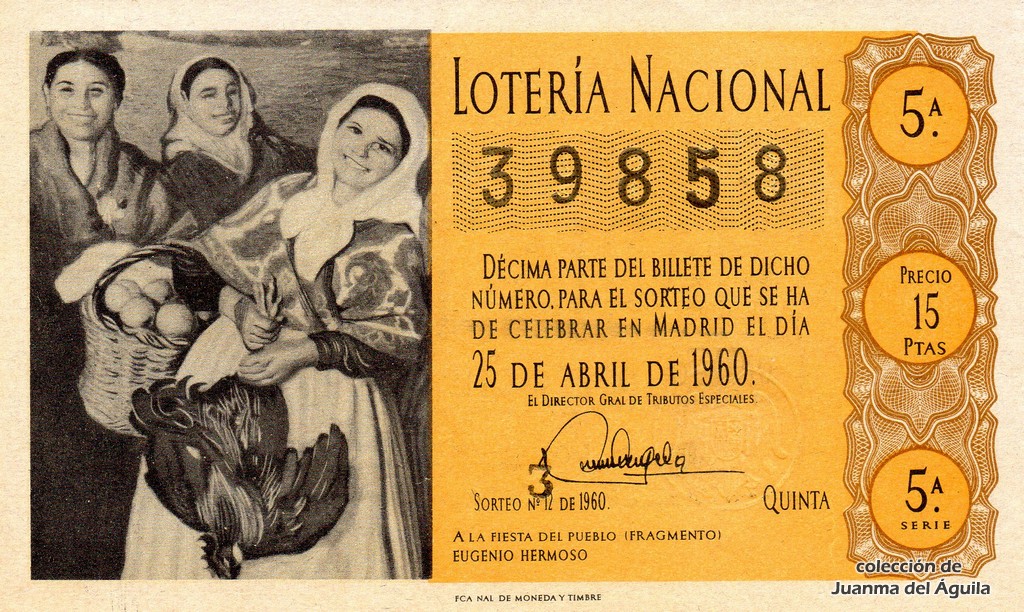 LOTERÍA NACIONAL
39858
DÉCIMA PARTE DEL BILLETE DE DICHO
NÚMERO, PARA EL SORTEO QUE SE HA
DE CELEBRAR EN MADRID EL DÍA
25 DE ABRIL DE 1960.
EL DIRECTOR GRAL DE TRIBUTOS ESPECIALES.
3
SORTEO Nº 12 DE 1960.
QUINTA
A LA FIESTA DEL PUEBLO (FRAGMENTO)
EUGENIO HERMOSO
FCA NAL DE MONEDA Y TIMBRE
5.A
PRECIO
15
PTAS
5.A
SERIE
colección de
Juanma del Águila